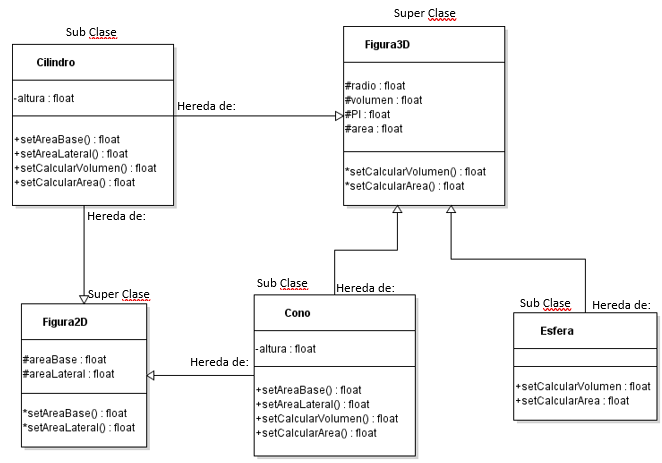 Sub Clase
Cilindro
-altura : float
+setAreaBase() : float
+setAreaLateral() : float
+setCalcularVolumen() : float
+setCalcularArea() : float
Hereda de:
Super Clase
Figura3D
#radio : float
#volumen : float
#PI : float
#area : float
*setCalcularVolumen() : float
*setCalcularArea() : float
Hereda de:
Super Clase
Figura2D
#areaBase : float
#areaLateral : float
*setAreaBase() : float
*setAreaLateral() : float
Hereda de:
Sub Clase
Hereda de:
Cono
-altura : float
+setAreaBase() : float
+setAreaLateral() : float
+setCalcularVolumen() : float
+setCalcularArea() : float
Sub Clase
Hereda de:
Esfera
+setCalcularVolumen : float
+setCalcularArea : float